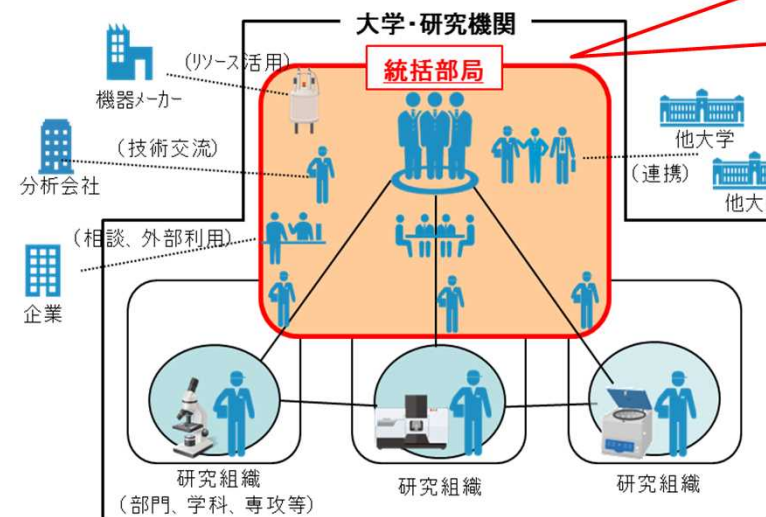 大学・研究機関
統括部局
(リソース活用)
機器メーカー
(技術交流)
分析会社
(相談、外部利用)
企業
他大学
(連携)
他大
研究組織
(部門、学科、専攻等)
研究組織
研究組織